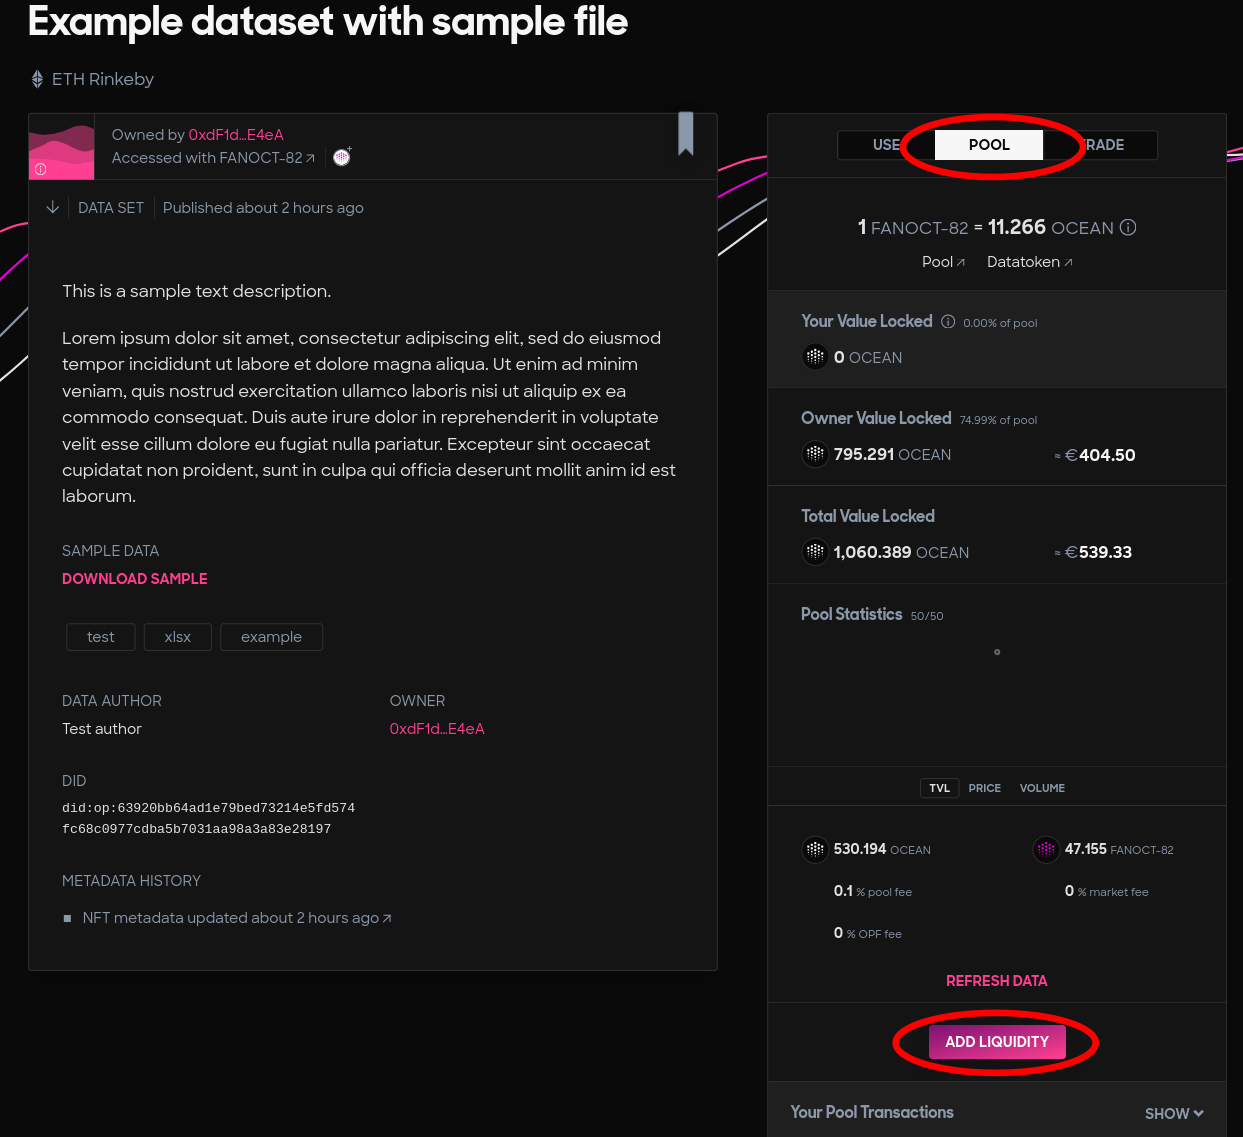 Example dataset with sample file
ETH Rinkeby
Owned by 0xdF1d…E4eA
Accessed with FANOCT-82
DATA SET
Published about 2 hours ago
This is a sample text description.
Lorem ipsum dolor sit amet, consectetur adipiscing elit, sed do eiusmod
tempor incididunt ut labore et dolore magna aliqua. Ut enim ad minim
veniam, quis nostrud exercitation ullamco laboris nisi ut aliquip ex ea
commodo consequat. Duis aute irure dolor in reprehenderit in voluptate
velit esse cillum dolore eu fugiat nulla pariatur. Excepteur sint occaecat
cupidatat non proident, sunt in culpa qui officia deserunt mollit anim id est
laborum.
SAMPLE DATA
DOWNLOAD SAMPLE
test xlsx example
DATA AUTHOR
Test author
OWNER
0xdF1d…E4eA
DID
did:op:63920bb64ad1e79bed73214e5fd574
fc68c0977cdba5b7031aa98a3a83e28197
METADATA HISTORY
NFT metadata updated about 2 hours ago
USE POOL RADE
1 FANOCT-82 = 11.266 OCEAN
Pool Datatoken
Your Value Locked 0.00% of pool
0 OCEAN
Owner Value Locked 74.99% of pool
795.291 OCEAN ≈ €404.50
Total Value Locked
1,060.389 OCEAN ≈ €539.33
Pool Statistics 50/50
TVL PRICE VOLUME
530.194 OCEAN 47.155 FANOCT-82
0.1 % pool fee 0 % market fee
0 % OPF fee
REFRESH DATA
ADD LIQUIDITY
Your Pool Transactions SHOW